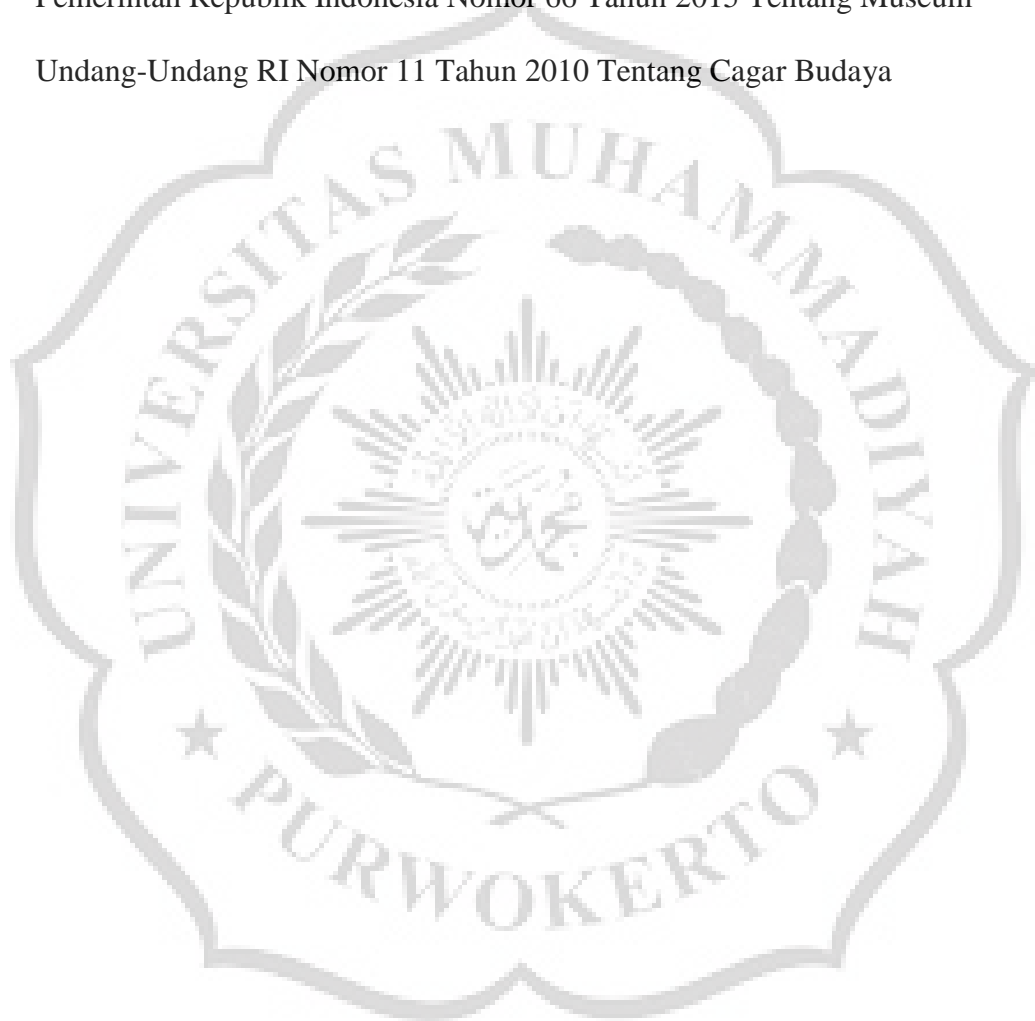 Pemerintah Republik Indonesia Nomor 66 Tahun 2015 Tentang Museum
Undang-Undang RI Nomor 11 Tahun 2010 Tentang Cagar Budaya
UNIVERSITAS MUHAMMADIYAH
PURWOKERTO